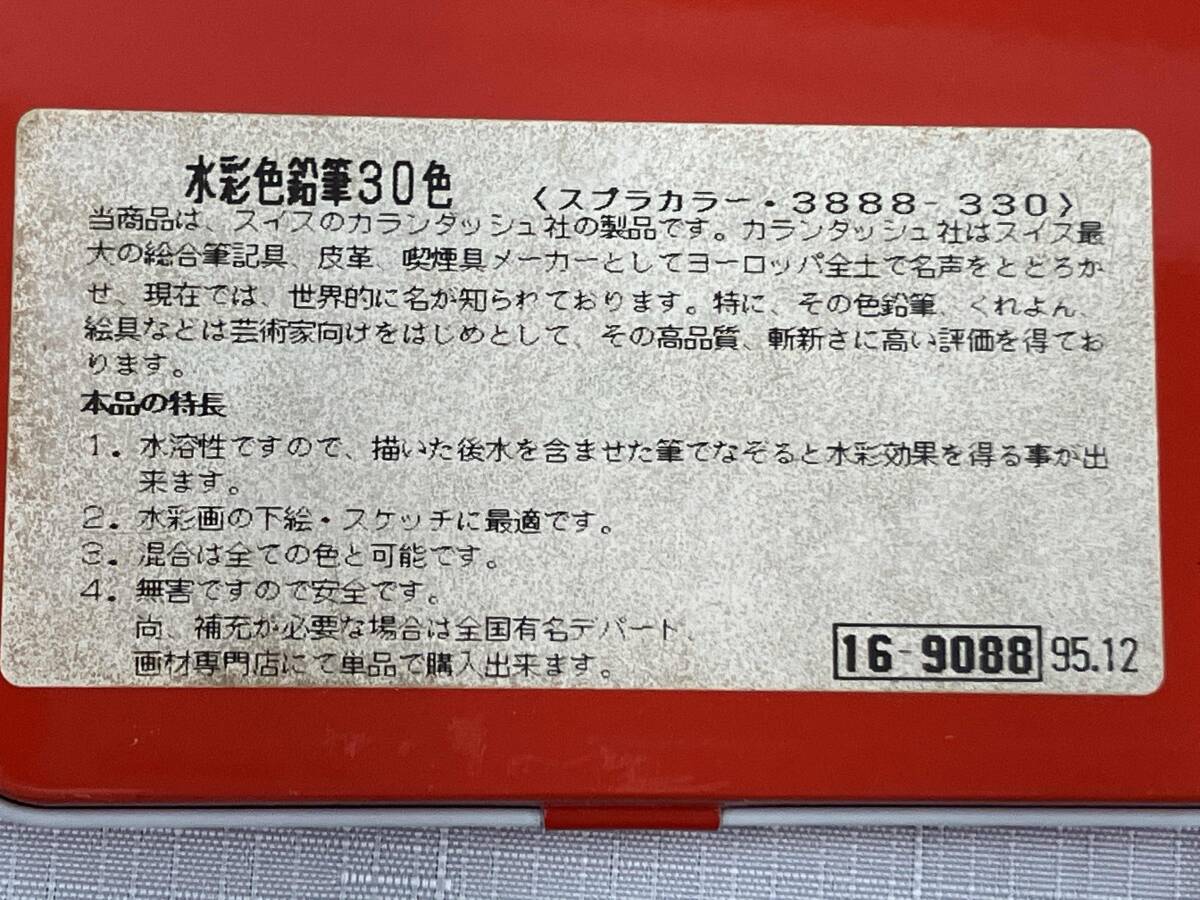 水彩色鉛筆30色 〈スプラカラー・3888-330〉
当商品は、スイスのカランダッシュ社の製品です。カランダッシュ社はスイス最
大の総合筆記具、皮革、喫煙具メーカーとしてヨーロッパ全土で名声をとどろか
せ、現在では、世界的に名が知られております。特に、その色鉛筆、くれよん、
絵具などは芸術家向けをはじめとして、その高品質、斬新さに高い評価を得てお
ります。
本品の特長
1. 水溶性ですので、描いた後水を含ませた筆でなぞると水彩効果を得る事が出
来ます。
2. 水彩画の下絵・スケッチに最適です。
3. 混合は全ての色と可能です。
4. 無害ですので安全です。
尚、補充が必要な場合は全国有名デパート、
画材専門店にて単品で購入出来ます。
16-9088 95.12